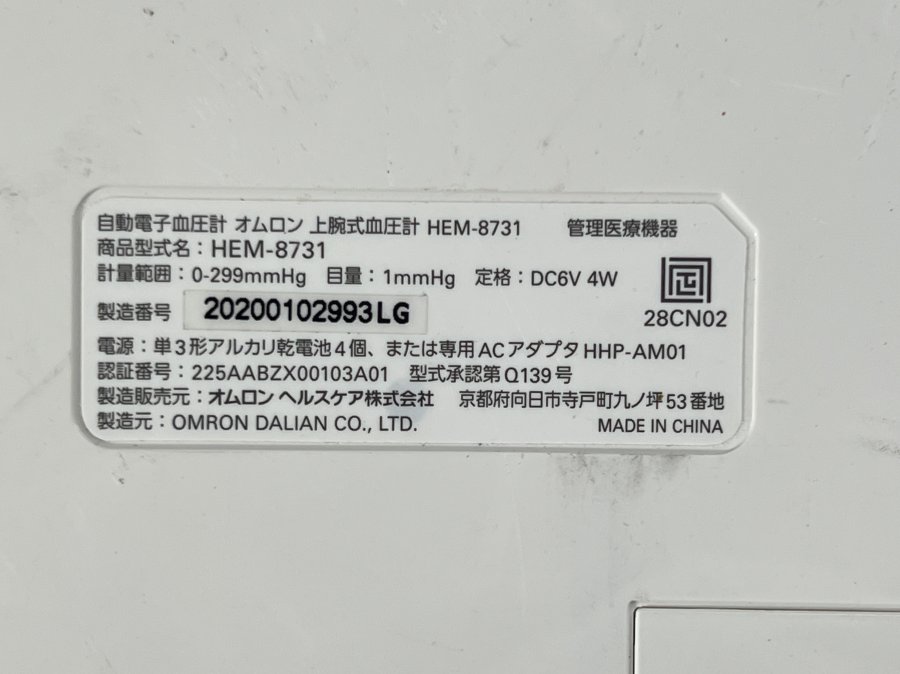 自動電子血圧計 オムロン 上腕式血圧計 HEM-8731 管理医療機器
商品型式名：HEM-8731
計量範囲：0-299mmHg 目量：1mmHg 定格：DC6V 4W
正
28CN02
製造番号 20200102993LG
電源：単3形アルカリ乾電池4個、または専用ACアダプタ HHP-AM01
認証番号：225AABZX00103A01 型式承認第Q139号
製造販売元：オムロン ヘルスケア株式会社 京都府向日市寺戸町九ノ坪53番地
製造元：OMRON DALIAN CO., LTD. MADE IN CHINA